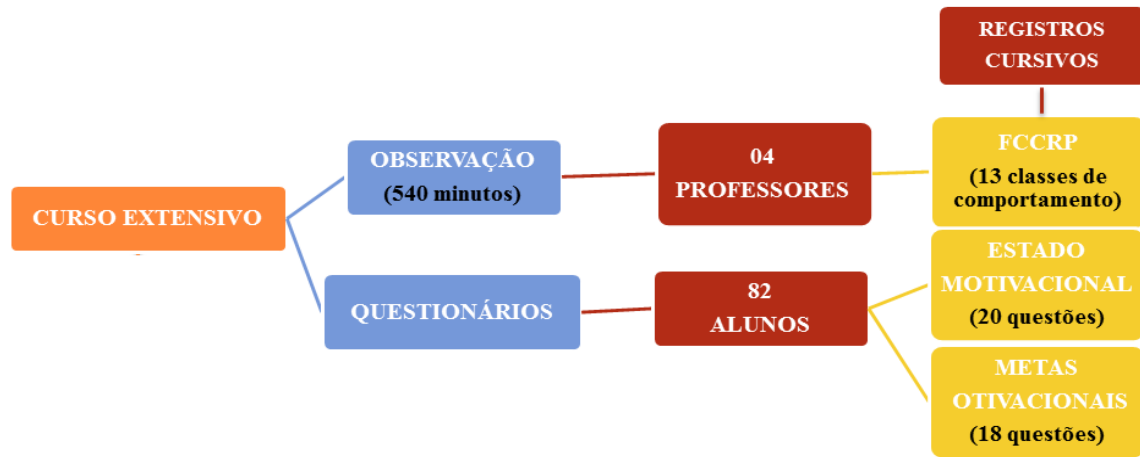 REGISTROS
CURSIVOS
CURSO EXTENSIVO
OBSERVAÇÃO
(540 minutos)
04
PROFESSORES
FCCRP
(13 classes de
comportamento)
QUESTIONÁRIOS
82
ALUNOS
ESTADO
MOTIVACIONAL
(20 questões)
METAS
OTIVACIONAIS
(18 questões)